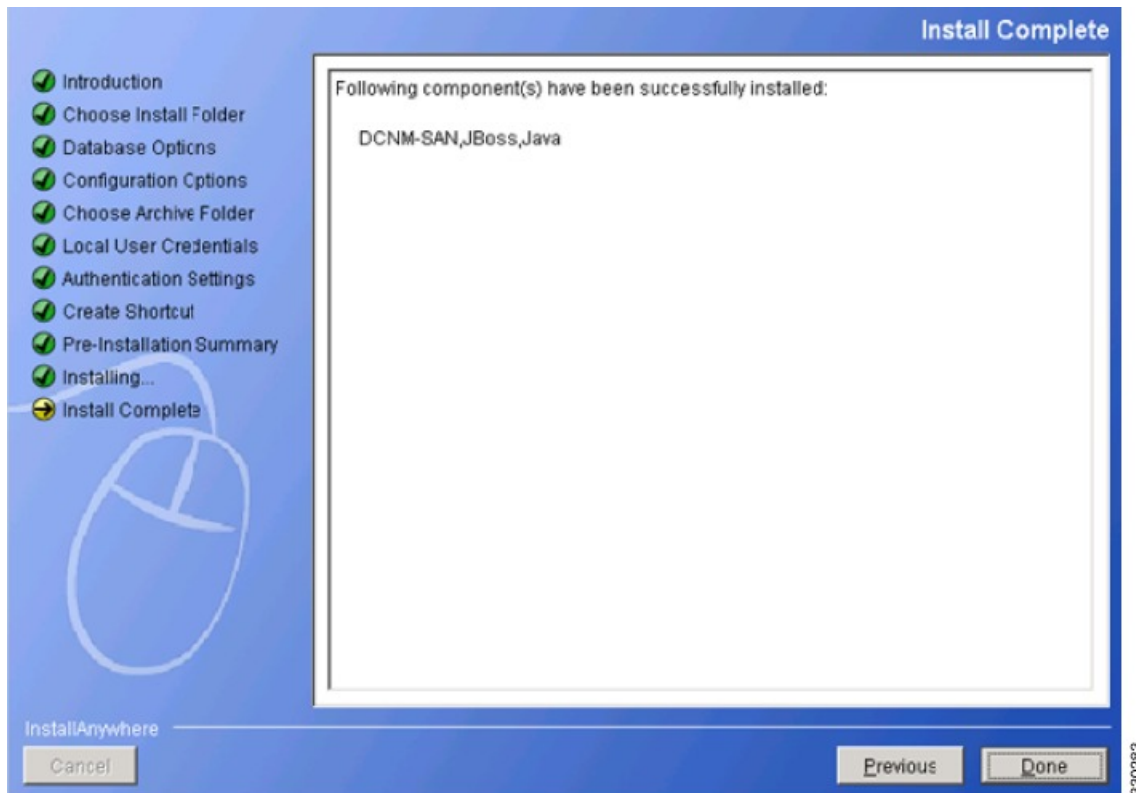 Install Complete
Introduction
Choose Install Folder
Database Options
Configuration Options
Choose Archive Folder
Local User Credentials
Authentication Settings
Create Shortcut
Pre-Installation Summary
Installing...
Install Complete
Following component(s) have been successfully installed:
DCNM-SAN,JBoss,Java
InstallAnywhere
Cancel
Previous
Done